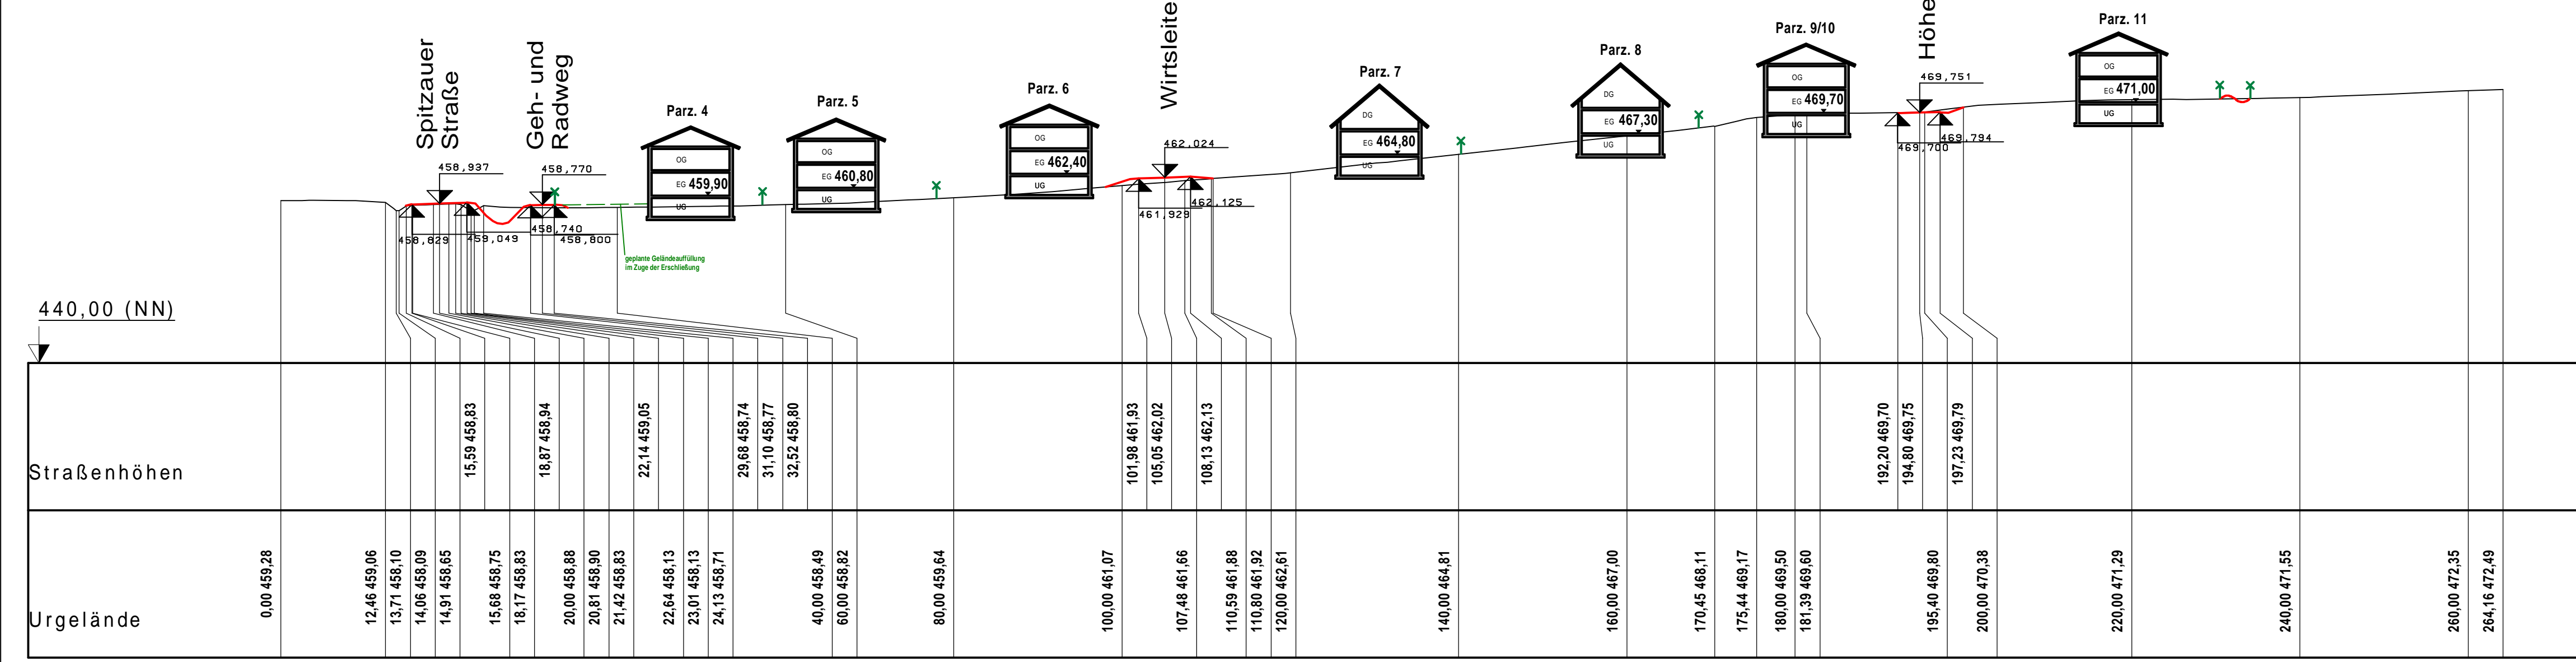 Spitzauer
Straße
Geh- und
Radweg
Wirtsleite
Höhe
Parz. 4
Parz. 5
Parz. 6
Parz. 7
Parz. 8
Parz. 9/10
Parz. 11
OG
EG 459,90
UG
OG
EG 460,80
UG
OG
EG 462,40
UG
DG
EG 464,80
UG
DG
EG 467,30
UG
OG
EG 469,70
UG
OG
EG 471,00
UG
458,937
458,770
458,829
459,049
458,740
458,800
462,024
461,929
462,125
469,751
469,700
469,794
geplante Geländeauffüllung
im Zuge der Erschließung
440,00 (NN)
Straßenhöhen
15,59 458,83
18,87 458,94
22,14 459,05
29,68 458,74
31,10 458,77
32,52 458,80
101,98 461,93
105,05 462,02
108,13 462,13
192,20 469,70
194,80 469,75
197,23 469,79
Urgelände
0,00 459,28
12,46 459,06
13,71 458,10
14,06 458,09
14,91 458,65
15,68 458,75
18,17 458,83
20,00 458,88
20,81 458,90
21,42 458,83
22,64 458,13
23,01 458,13
24,13 458,71
40,00 458,49
60,00 458,82
80,00 459,64
100,00 461,07
107,48 461,66
110,59 461,88
110,80 461,92
120,00 462,61
140,00 464,81
160,00 467,00
170,45 468,11
175,44 469,17
180,00 469,50
181,39 469,60
195,40 469,80
200,00 470,38
220,00 471,29
240,00 471,55
260,00 472,35
264,16 472,49